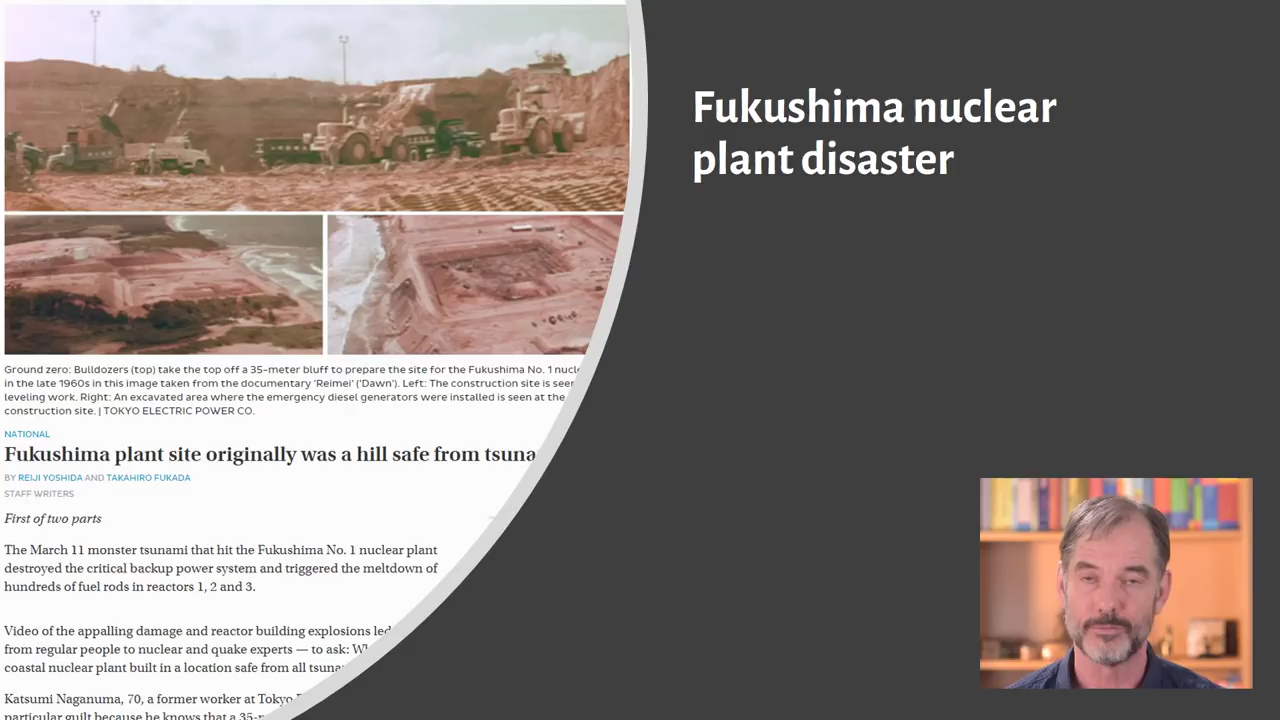 Fukushima nuclear
plant disaster
Ground zero: Bulldozers (top) take the top off a 35-meter bluff to prepare the site for the Fukushima No. 1
in the late 1960s in this image taken from the documentary 'Reimei' ('Dawn'). Left: The construction site is seen
leveling work. Right: An excavated area where the emergency diesel generators were installed is seen at the
construction site. | TOKYO ELECTRIC POWER CO.
NATIONAL
Fukushima plant site originally was a hill safe from
BY REIJI YOSHIDA AND TAKAHIRO FUKADA
STAFF WRITERS
First of two parts
The March 11 monster tsunami that hit the Fukushima No. 1 nuclear plant
destroyed the critical backup power system and triggered the meltdown of
hundreds of fuel rods in reactors 1, 2 and 3.
Video of the appalling damage and reactor building explosions led
from regular people to nuclear and quake experts — to ask:
coastal nuclear plant built in a location safe from all
Katsumi Naganuma, 70, a former worker at Tokyo
particular guilt because he knows that a